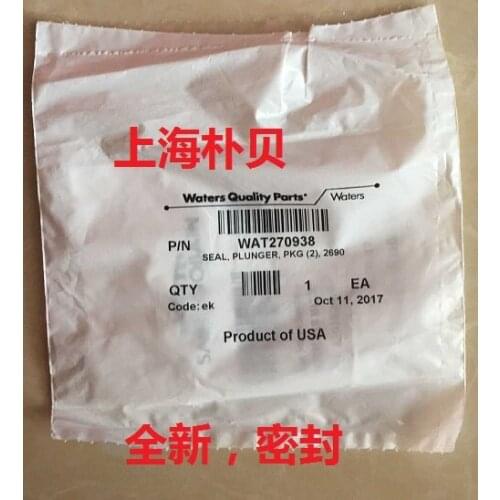 上海朴贝
Waters Quality Parts® Waters
P/N WAT270938
SEAL, PLUNGER, PKG (2), 2690
QTY 1 EA
Code: ek Oct 11, 2017
Product of USA
全新，密封